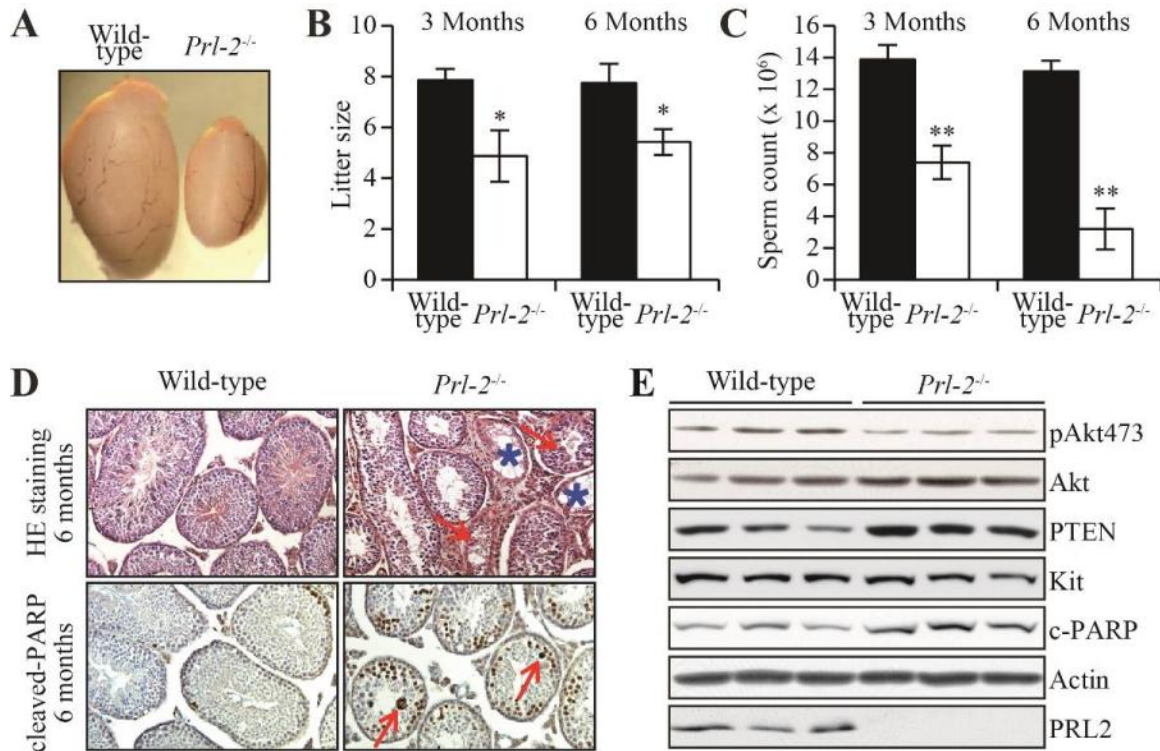 A
Wild-type Prl-2-/-
B
3 Months 6 Months
Litter size
10
8
6
4
2
0
* *
Wild-type Prl-2-/- Wild-type Prl-2-/-
C
3 Months 6 Months
Sperm count (x 10⁶)
16
14
12
10
8
6
4
2
0
** **
Wild-type Prl-2-/- Wild-type Prl-2-/-
D
Wild-type Prl-2-/-
HE staining
6 months
* *
cleaved-PARP
6 months
E
Wild-type Prl-2-/-
pAkt473
Akt
PTEN
Kit
c-PARP
Actin
PRL2